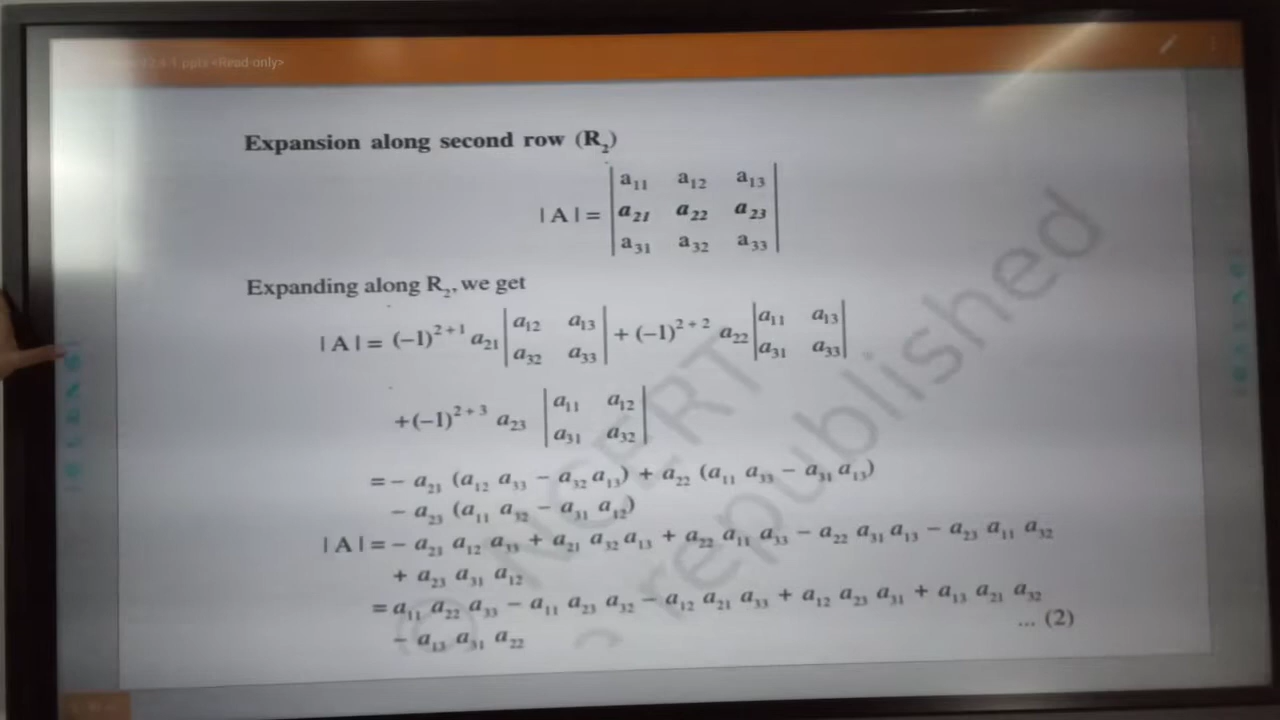 1.ppts <Read-only>
Expansion along second row (R₂)
| A | = | a₁₁ a₁₂ a₁₃ |
| a₂₁ a₂₂ a₂₃ |
| a₃₁ a₃₂ a₃₃ |
Expanding along R₂, we get
| A | = (–1)²⁺¹ a₂₁ | a₁₂ a₁₃ | + (–1)²⁺² a₂₂ | a₁₁ a₁₃ |
| a₃₂ a₃₃ | | a₃₁ a₃₃ |
+(–1)²⁺³ a₂₃ | a₁₁ a₁₂ |
| a₃₁ a₃₂ |
= – a₂₁ (a₁₂ a₃₃ – a₃₂ a₁₃) + a₂₂ (a₁₁ a₃₃ – a₃₁ a₁₃)
– a₂₃ (a₁₁ a₃₂ – a₃₁ a₁₂)
| A | = – a₂₁ a₁₂ a₃₃ + a₂₁ a₃₂ a₁₃ + a₂₂ a₁₁ a₃₃ – a₂₂ a₃₁ a₁₃ – a₂₃ a₁₁ a₃₂
+ a₂₃ a₃₁ a₁₂
= a₁₁ a₂₂ a₃₃ – a₁₁ a₂₃ a₃₂ – a₁₂ a₂₁ a₃₃ + a₁₂ a₂₃ a₃₁ + a₁₃ a₂₁ a₃₂
– a₁₃ a₃₁ a₂₂ ... (2)
© NCERT
republished